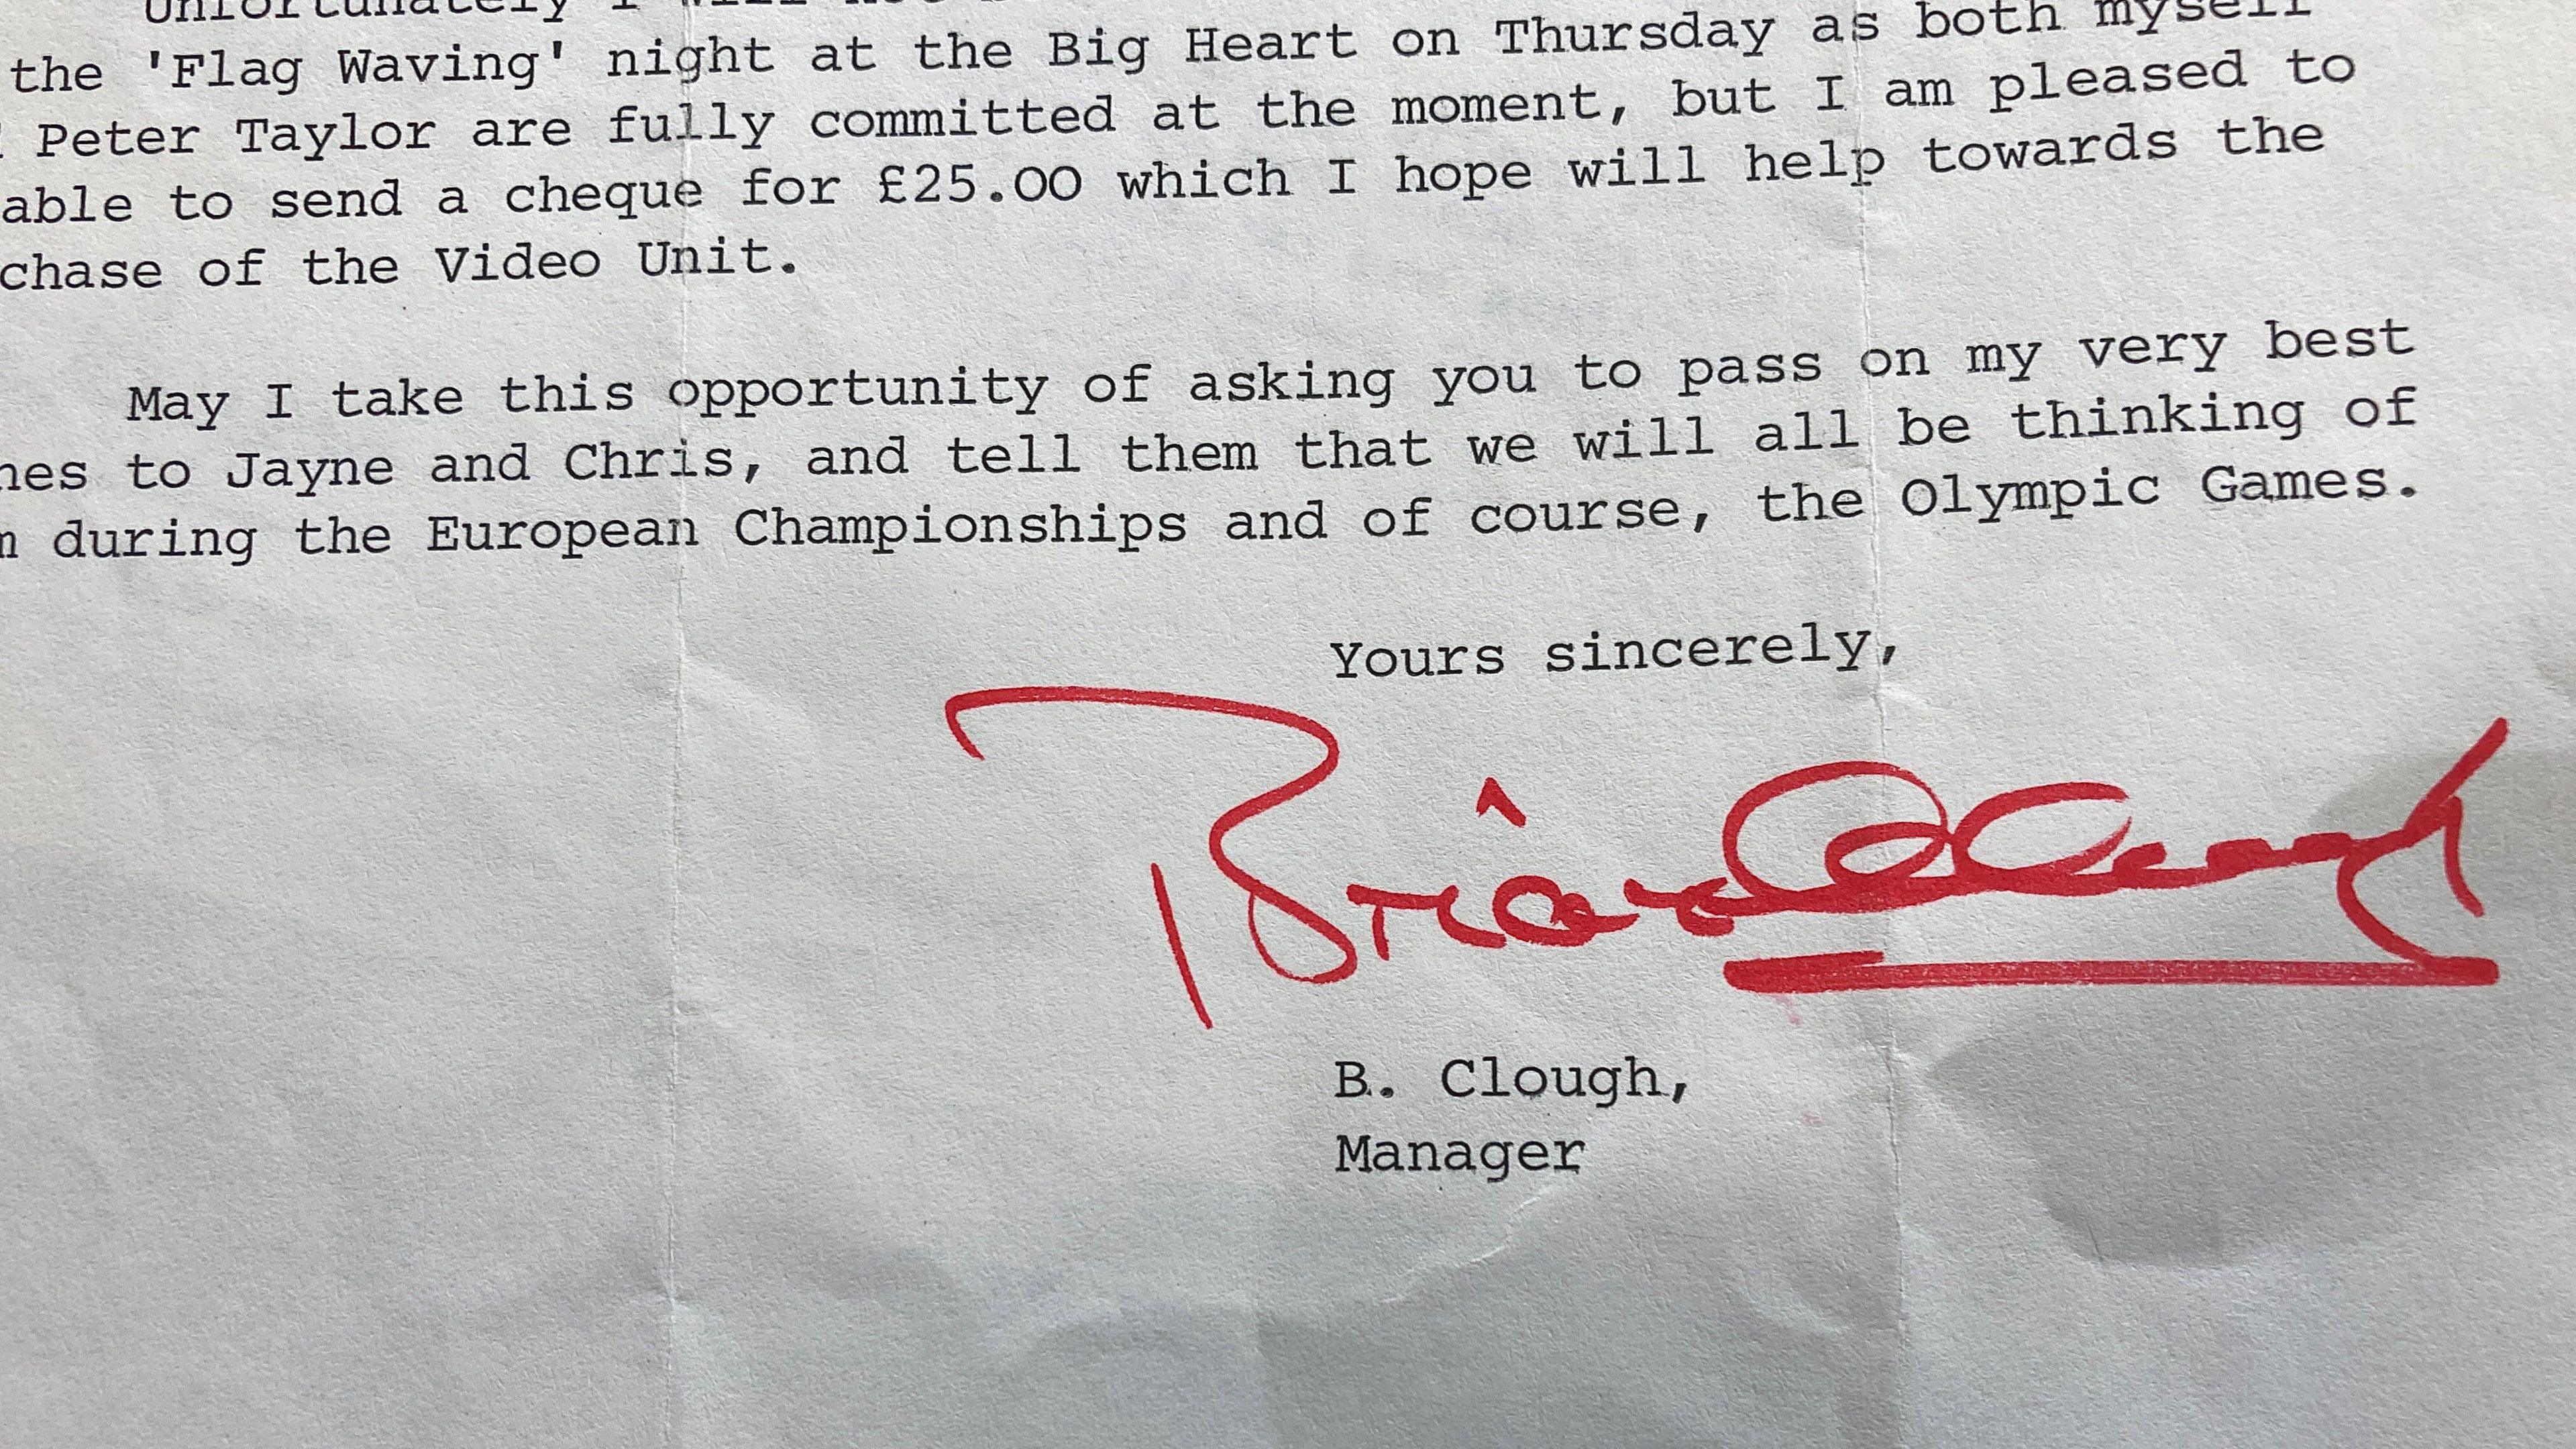 Unfortunately I will not
the 'Flag Waving' night at the Big Heart on Thursday as both myself
Peter Taylor are fully committed at the moment, but I am pleased to
able to send a cheque for £25.00 which I hope will help towards the
chase of the Video Unit.
May I take this opportunity of asking you to pass on my very best
hes to Jayne and Chris, and tell them that we will all be thinking of
m during the European Championships and of course, the Olympic Games.
Yours sincerely,
Brian Clough
B. Clough,
Manager